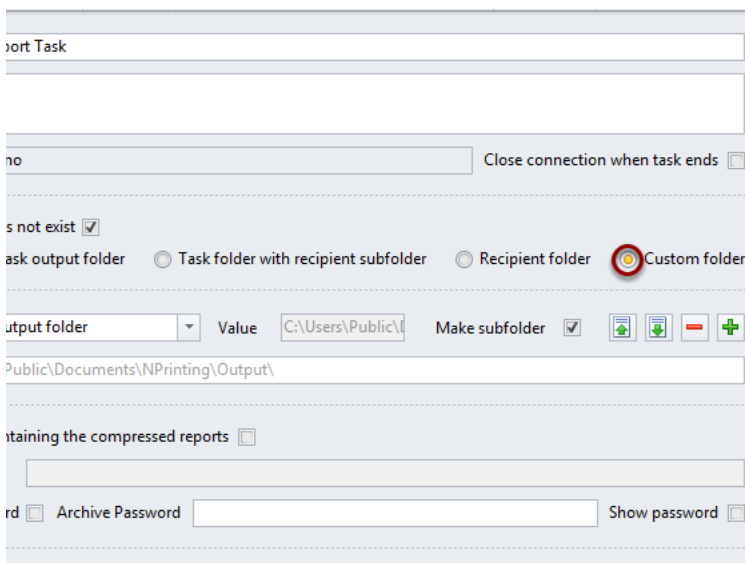 port Task
no
Close connection when task ends
s not exist
ask output folder Task folder with recipient subfolder Recipient folder Custom folder
utput folder Value C:\Users\Public\D Make subfolder
Public\Documents\NPrinting\Output\
ntaining the compressed reports
rd Archive Password Show password